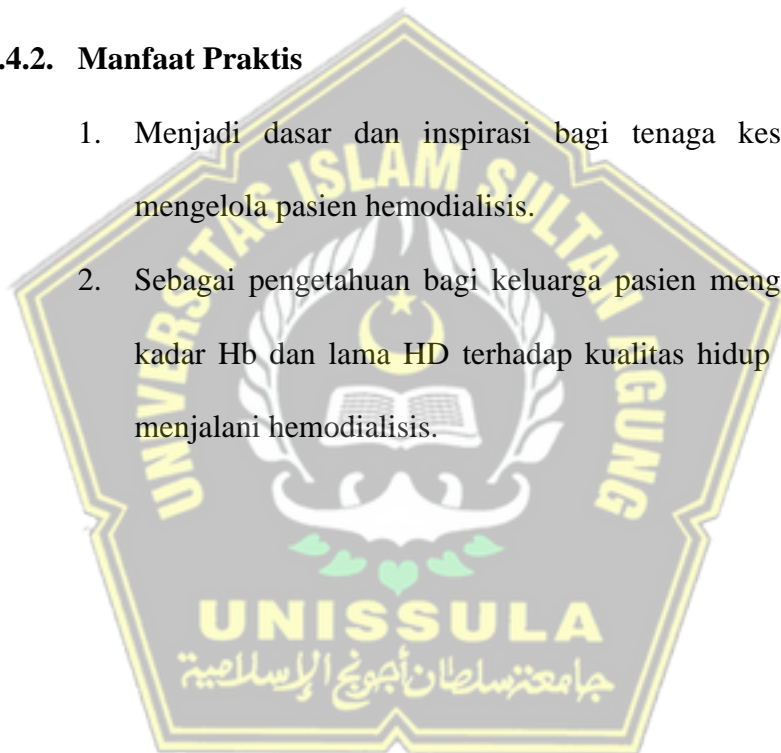 .4.2. Manfaat Praktis
1. Menjadi dasar dan inspirasi bagi tenaga kes
mengelola pasien hemodialisis.
2. Sebagai pengetahuan bagi keluarga pasien meng
kadar Hb dan lama HD terhadap kualitas hidup
menjalani hemodialisis.
UNIVERSITAS ISLAM SULTAN AGUNG
UNISSULA
جامعتنسلطان أجونج الإسلامية